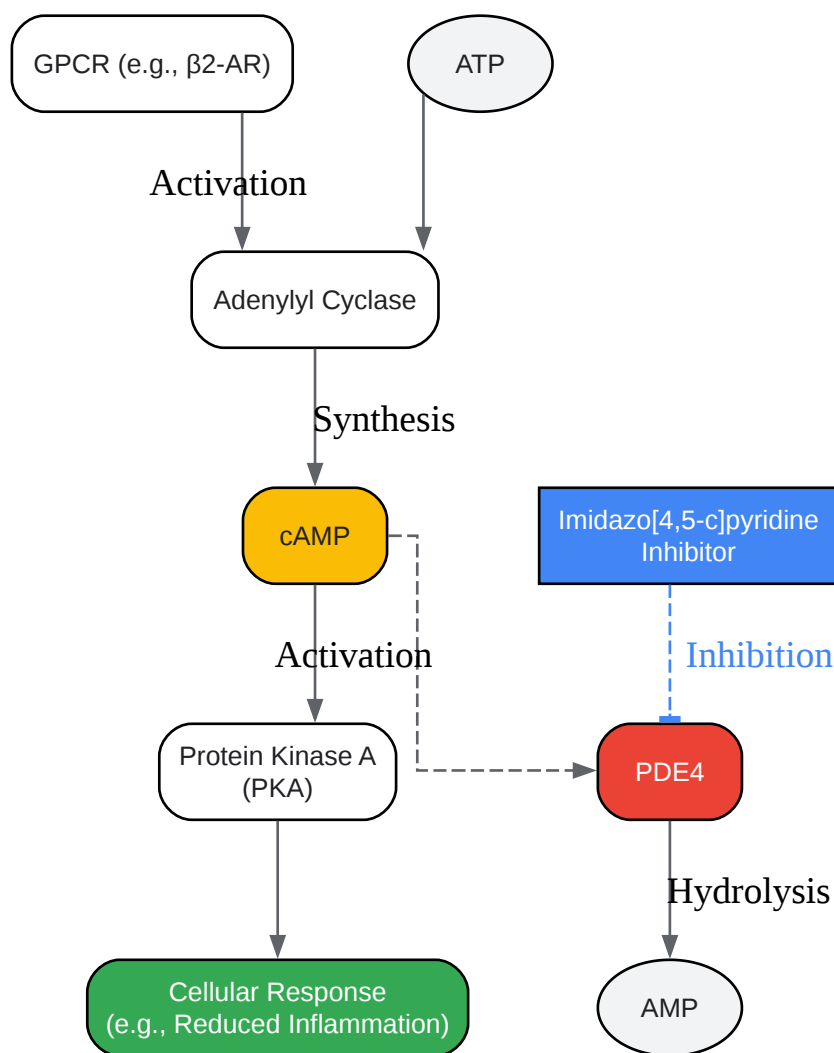 GPCR (e.g., β2-AR)
ATP
Activation
Adenylyl Cyclase
Synthesis
cAMP
Imidazo[4,5-c]pyridine
Inhibitor
Activation
Inhibition
Protein Kinase A
(PKA)
PDE4
Hydrolysis
Cellular Response
(e.g., Reduced Inflammation)
AMP